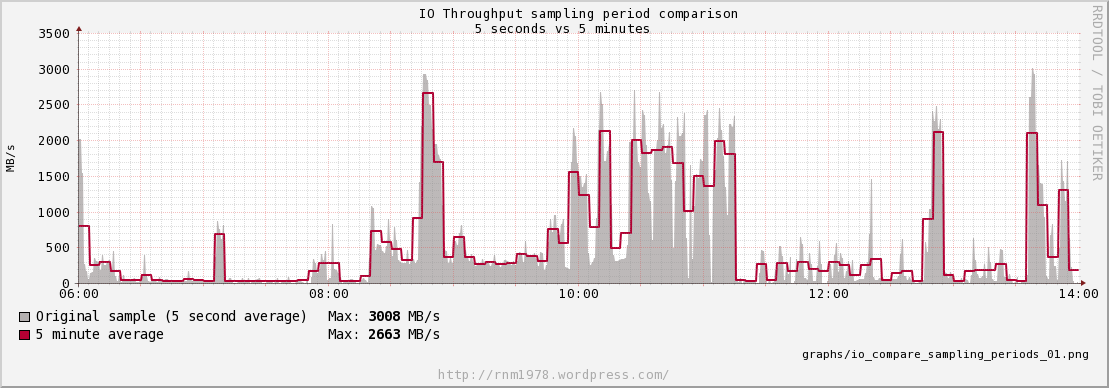 IO Throughput sampling period comparison
5 seconds vs 5 minutes
RRDTOOL / TOBI OETIKER
MB/s
3500
3000
2500
2000
1500
1000
500
0
06:00 08:00 10:00 12:00 14:00
Original sample (5 second average) Max: 3008 MB/s
5 minute average Max: 2663 MB/s
graphs/io_compare_sampling_periods_01.png
http://rnm1978.wordpress.com/